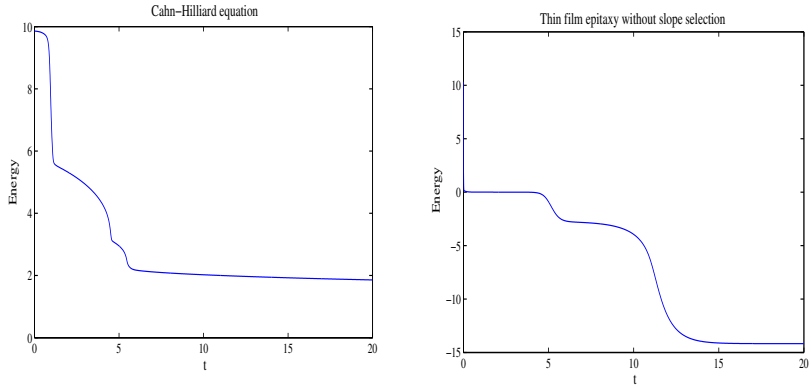 Cahn−Hilliard equation
10
8
6
4
2
0
Energy
0 5 10 15 20
t
Thin film epitaxy without slope selection
15
10
5
0
−5
−10
−15
Energy
0 5 10 15 20
t